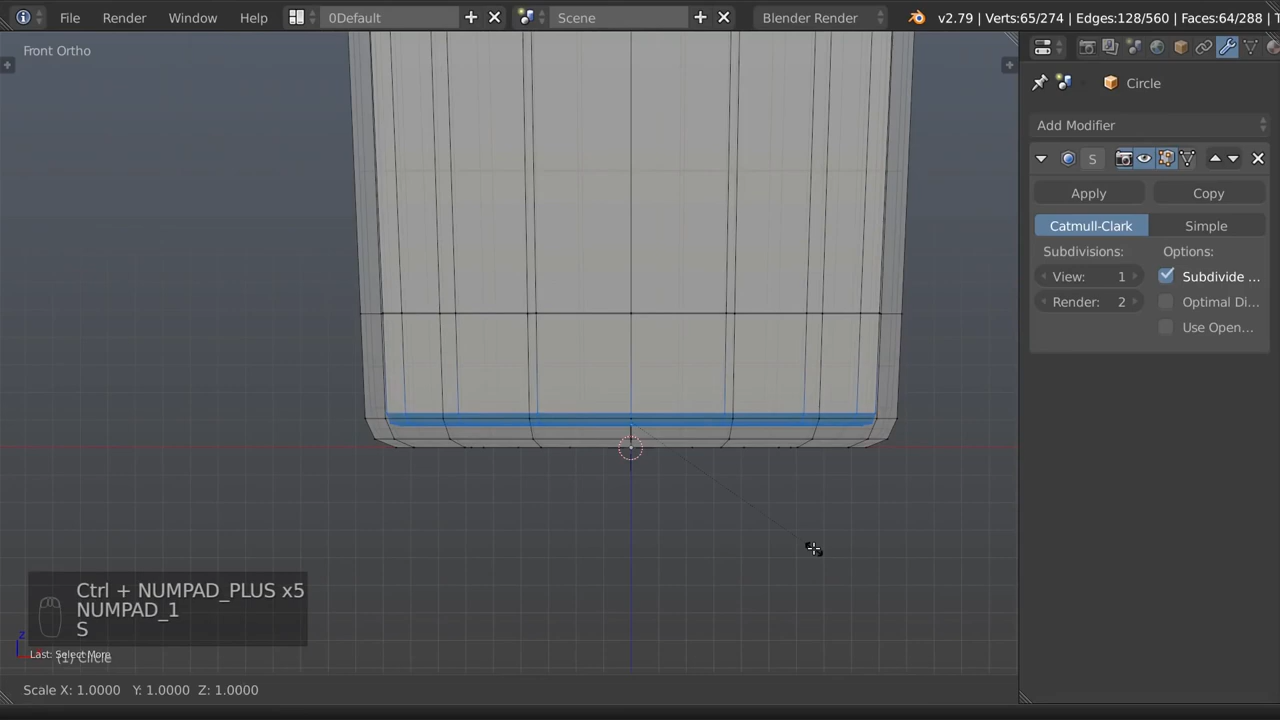 File Render Window Help 0Default Scene Blender Render v2.79 | Verts:65/274 | Edges:128/560 | Faces:64/288 |
Front Ortho
Circle
Add Modifier
S
Apply Copy
Catmull-Clark Simple
Subdivisions: Options:
View: 1 Subdivide ...
Render: 2 Optimal Di...
Use Open...
Ctrl + NUMPAD_PLUS x5
NUMPAD_1
S
z
Last: Select More
(1) Circle
Scale X: 1.0000 Y: 1.0000 Z: 1.0000